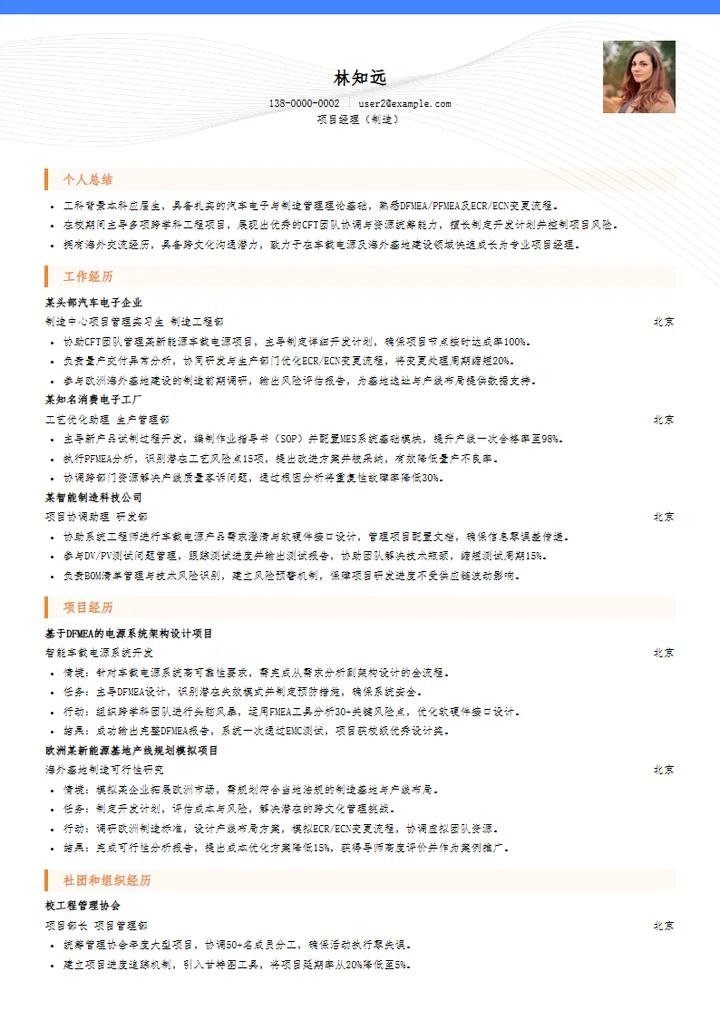 林知远
138-0000-0002 user2@example.com
项目经理（制造）
个人总结
• 工科背景本科应届生，具备扎实的汽车电子与制造管理理论基础，熟悉DFMEA/PFMEA及ECR/ECN变更流程。
• 在校期间主导多项跨学科工程项目，展现出优秀的CFT团队协调与资源统筹能力，擅长制定开发计划并控制项目风险。
• 拥有海外交流经历，具备跨文化沟通潜力，致力于在车载电源及海外基地建设领域快速成长为专业项目经理。
工作经历
某头部汽车电子企业
制造中心项目管理实习生 制造工程部 北京
• 协助CFT团队管理某新能源车载电源项目，主导制定详细开发计划，确保项目节点按时达成率100%。
• 负责量产交付异常分析，协同研发与生产部门优化ECR/ECN变更流程，将变更处理周期缩短20%。
• 参与欧洲海外基地建设的制造前期调研，输出风险评估报告，为基地选址与产线布局提供数据支持。
某知名消费电子工厂
工艺优化助理 生产管理部 北京
• 主导新产品试制过程开发，编制作业指导书（SOP）并配置MES系统基础模块，提升产线一次合格率至98%。
• 执行PFMEA分析，识别潜在工艺风险点15项，提出改进方案并被采纳，有效降低量产不良率。
• 协调跨部门资源解决产线质量客诉问题，通过根因分析将重复性故障率降低30%。
某智能制造科技公司
项目协调助理 研发部 北京
• 协助系统工程师进行车载电源产品需求澄清与软硬件接口设计，管理项目配置文档，确保信息零误差传递。
• 参与DV/PV测试问题管理，跟踪测试进度并输出测试报告，协助团队解决技术瓶颈，缩短测试周期15%。
• 负责BOM清单管理与技术风险识别，建立风险预警机制，保障项目研发进度不受供应链波动影响。
项目经历
基于DFMEA的电源系统架构设计项目
智能车载电源系统开发 北京
• 情境：针对车载电源系统高可靠性要求，需完成从需求分析到架构设计的全流程。
• 任务：主导DFMEA设计，识别潜在失效模式并制定预防措施，确保系统安全。
• 行动：组织跨学科团队进行头脑风暴，运用FMEA工具分析30+关键风险点，优化软硬件接口设计。
• 结果：成功输出完整DFMEA报告，系统一次通过EMC测试，项目获校级优秀设计奖。
欧洲某新能源基地产线规划模拟项目
海外基地制造可行性研究 北京
• 情境：模拟某企业拓展欧洲市场，需规划符合当地法规的制造基地与产线布局。
• 任务：制定开发计划，评估成本与风险，解决潜在的跨文化管理挑战。
• 行动：调研欧洲制造标准，设计产线布局方案，模拟ECR/ECN变更流程，协调虚拟团队资源。
• 结果：完成可行性分析报告，提出成本优化方案降低15%，获得导师高度评价并作为案例推广。
社团和组织经历
校工程管理协会
项目部长 项目管理部 北京
• 统筹管理协会年度大型项目，协调50+名成员分工，确保活动执行零失误。
• 建立项目进度追踪机制，引入甘特图工具，将项目延期率从20%降低至5%。